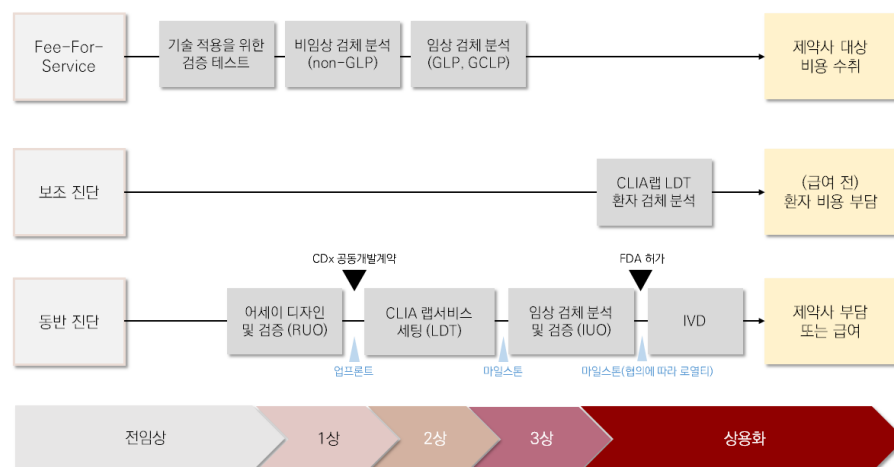 Fee-For-
Service
기술 적용을 위한
검증 테스트
비임상 검체 분석
(non-GLP)
임상 검체 분석
(GLP, GCLP)
제약사 대상
비용 수취
보조 진단
CLIA랩 LDT
환자 검체 분석
(급여 전)
환자 비용 부담
CDx 공동개발계약
FDA 허가
동반 진단
어세이 디자인
및 검증 (RUO)
CLIA 랩서비스
세팅 (LDT)
임상 검체 분석
및 검증 (IUO)
IVD
제약사 부담
또는 급여
업프론트
마일스톤
마일스톤(협의에 따라 로열티)
전임상
1상
2상
3상
상용화